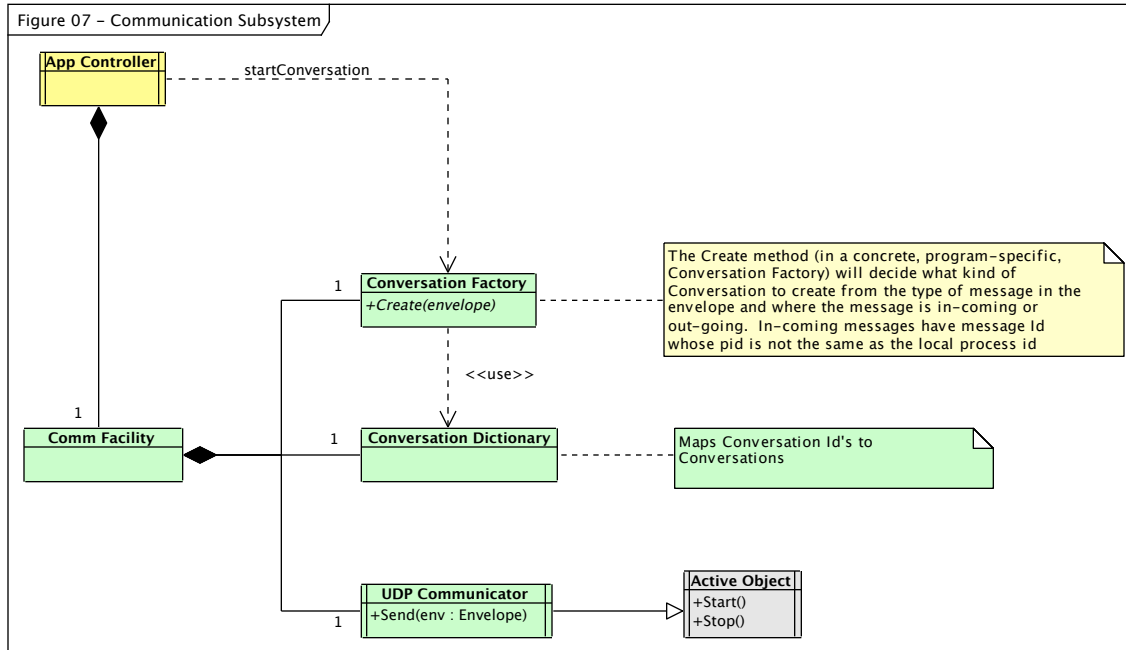 Figure 07 – Communication Subsystem
App Controller
startConversation
1
Conversation Factory
+Create(envelope)
The Create method (in a concrete, program-specific,
Conversation Factory) will decide what kind of
Conversation to create from the type of message in the
envelope and where the message is in-coming or
out-going. In-coming messages have message Id
whose pid is not the same as the local process id
<<use>>
1
Comm Facility
1
Conversation Dictionary
Maps Conversation Id's to
Conversations
1
UDP Communicator
+Send(env : Envelope)
Active Object
+Start()
+Stop()